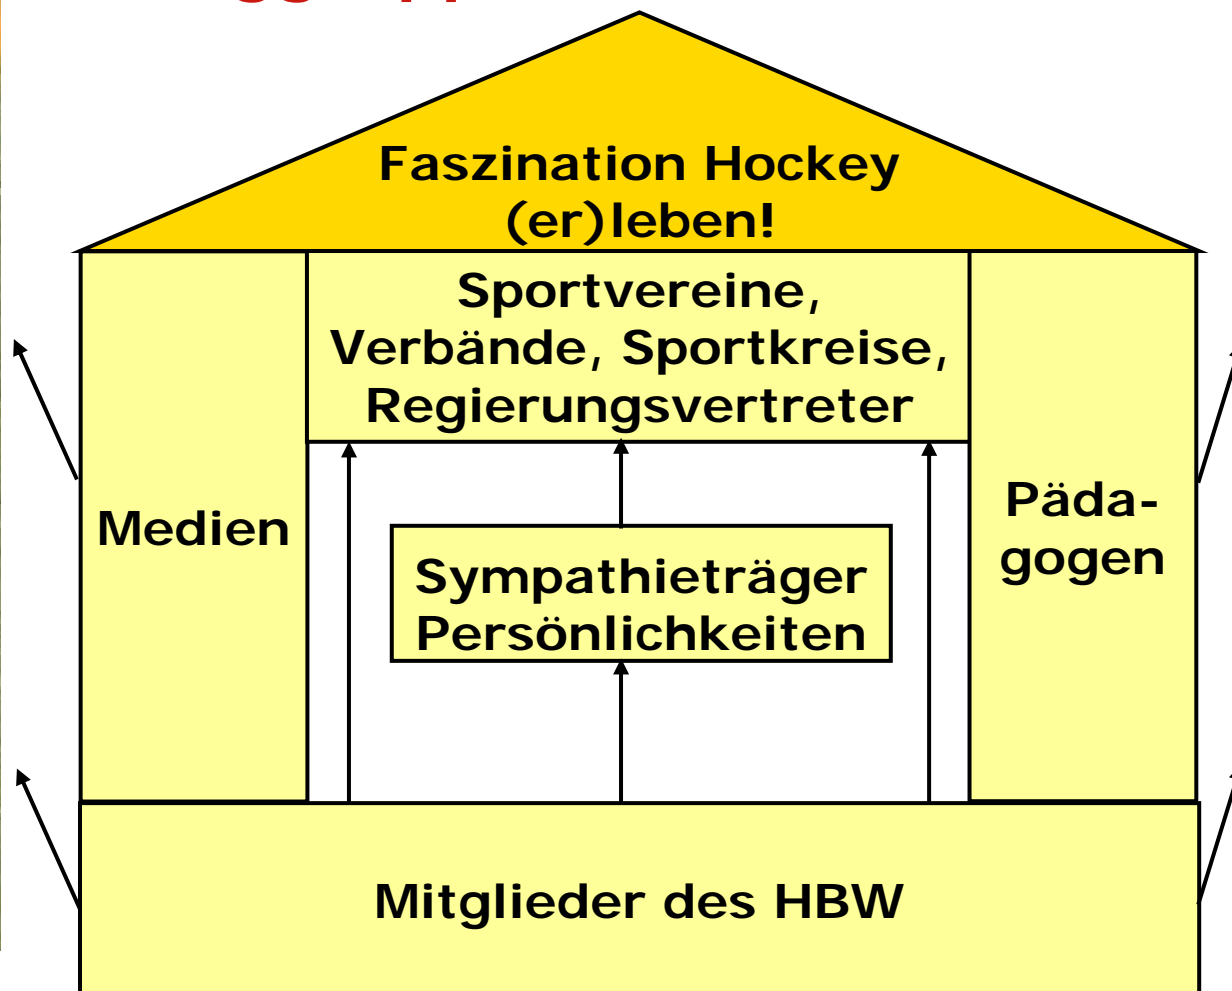 Faszination Hockey
(er)leben!
Sportvereine,
Verbände, Sportkreise,
Regierungsvertreter
Medien
Päda-
gogen
Sympathieträger
Persönlichkeiten
Mitglieder des HBW